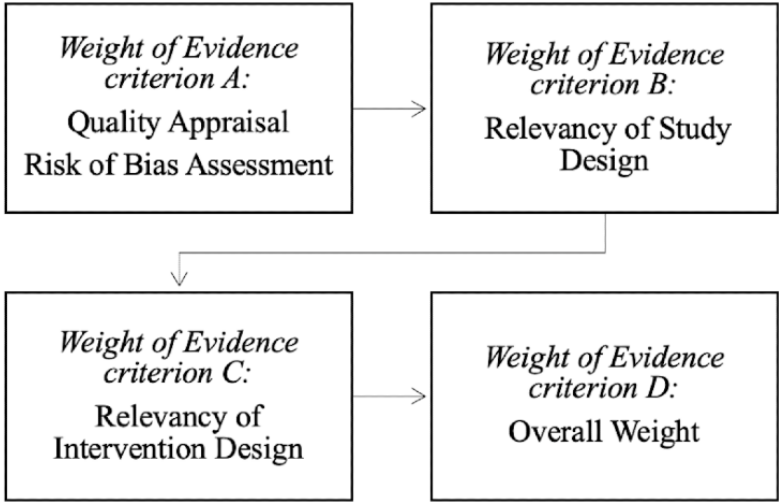 Weight of Evidence
criterion A:
Quality Appraisal
Risk of Bias Assessment
Weight of Evidence
criterion B:
Relevancy of Study
Design
Weight of Evidence
criterion C:
Relevancy of
Intervention Design
Weight of Evidence
criterion D:
Overall Weight